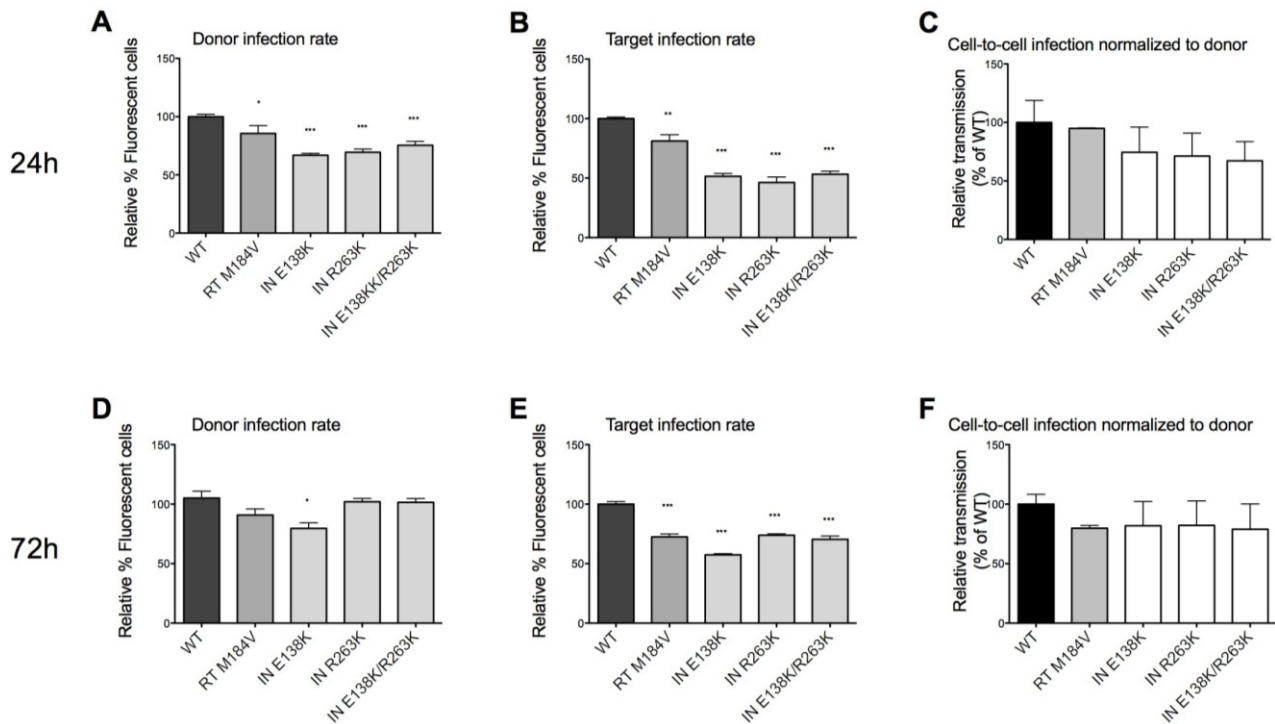 A
Donor infection rate
Relative % Fluorescent cells
150
100
50
0
*
***
***
***
WT
RT M184V
IN E138K
IN R263K
IN E138KK/R263K
B
Target infection rate
Relative % Fluorescent cells
150
100
50
0
**
***
***
***
WT
RT M184V
IN E138K
IN R263K
IN E138K/R263K
C
Cell-to-cell infection normalized to donor
Relative transmission
(% of WT)
150
100
50
0
WT
RT M184V
IN E138K
IN R263K
IN E138K/R263K
24h
D
Donor infection rate
Relative % Fluorescent cells
150
100
50
0
*
WT
RT M184V
IN E138K
IN R263K
IN E138K/R263K
E
Target infection rate
Relative % Fluorescent cells
150
100
50
0
***
***
***
***
WT
RT M184V
IN E138K
IN R263K
IN E138K/R263K
F
Cell-to-cell infection normalized to donor
Relative transmission
(% of WT)
150
100
50
0
WT
RT M184V
IN E138K
IN R263K
IN E138K/R263K
72h